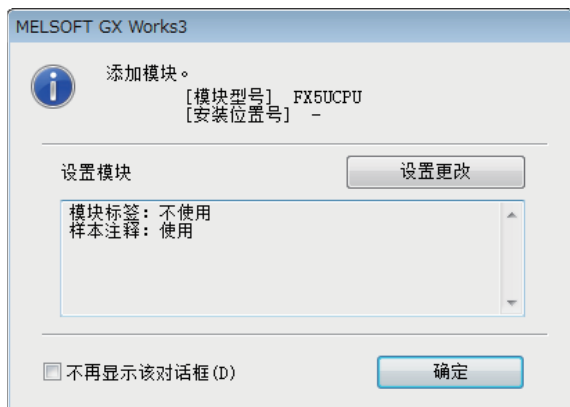 MELSOFT GX Works3
添加模块。
[模块型号] FX5UCPU
[安装位置号] -
设置模块
设置更改
模块标签: 不使用
样本注释: 使用
不再显示该对话框(D)
确定